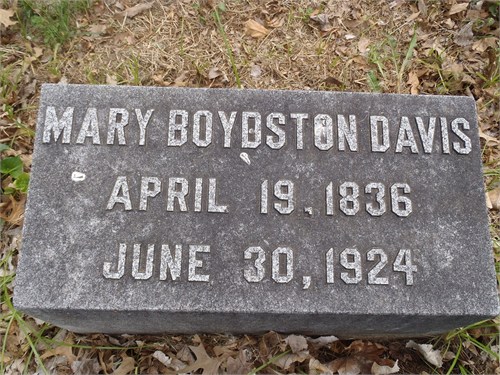 MARY BOYDSTON DAVIS
APRIL 19, 1836
JUNE 30, 1924